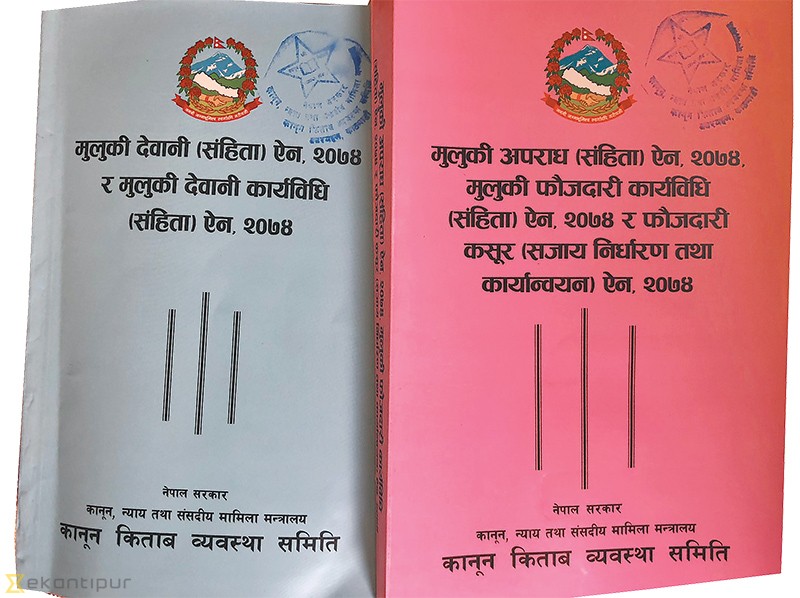 मुलुकी देवानी (संहिता) ऐन, २०७४
र मुलुकी देवानी कार्यविधि
(संहिता) ऐन, २०७४
नेपाल सरकार
कानून, न्याय तथा संसदीय मामिला मन्त्रालय
कानून किताब व्यवस्था समिति
मुलुकी अपराध (संहिता) ऐन, २०७४,
मुलुकी फौजदारी कार्यविधि
(संहिता) ऐन, २०७४ र फौजदारी
कसूर (सजाय निर्धारण तथा
कार्यान्वयन) ऐन, २०७४
नेपाल सरकार
कानून, न्याय तथा संसदीय मामिला मन्त्रालय
कानून किताब व्यवस्था समिति
ekantipur